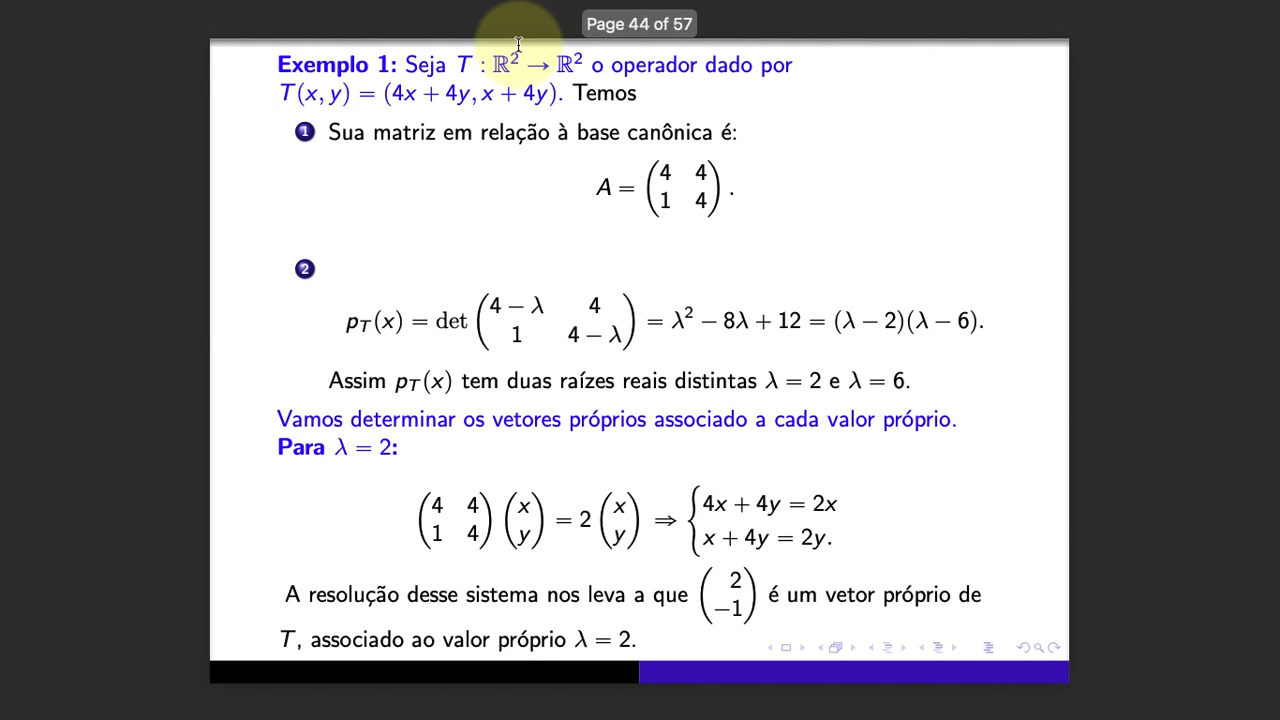 Page 44 of 57
Exemplo 1: Seja T : ℝ² → ℝ² o operador dado por
T(x, y) = (4x + 4y, x + 4y). Temos
1 Sua matriz em relação à base canônica é:
A = (4 4
1 4).
2
p_T(x) = det (4 − λ 4
1 4 − λ) = λ² − 8λ + 12 = (λ − 2)(λ − 6).
Assim p_T(x) tem duas raízes reais distintas λ = 2 e λ = 6.
Vamos determinar os vetores próprios associado a cada valor próprio.
Para λ = 2:
(4 4
1 4) (x
y) = 2 (x
y) ⇒ {4x + 4y = 2x
x + 4y = 2y.
A resolução desse sistema nos leva a que (2
−1) é um vetor próprio de
T, associado ao valor próprio λ = 2.